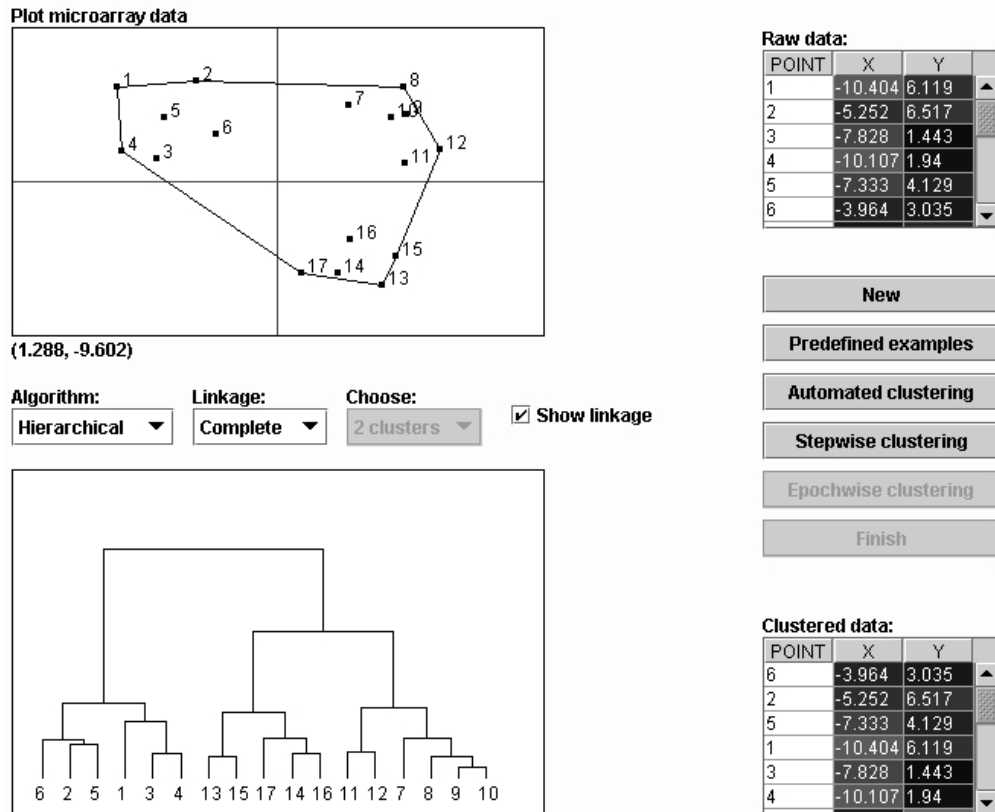 Plot microarray data
1
2
8
7
10
9
5
6
12
4
3
11
16
15
17
14
13
(1.288, -9.602)
Algorithm:
Linkage:
Choose:
Hierarchical
Complete
2 clusters
Show linkage
6 2 5 1 3 4 13 15 17 14 16 11 12 7 8 9 10
Raw data:
POINT X Y
1 -10.404 6.119
2 -5.252 6.517
3 -7.828 1.443
4 -10.107 1.94
5 -7.333 4.129
6 -3.964 3.035
New
Predefined examples
Automated clustering
Stepwise clustering
Epochwise clustering
Finish
Clustered data:
POINT X Y
6 -3.964 3.035
2 -5.252 6.517
5 -7.333 4.129
1 -10.404 6.119
3 -7.828 1.443
4 -10.107 1.94